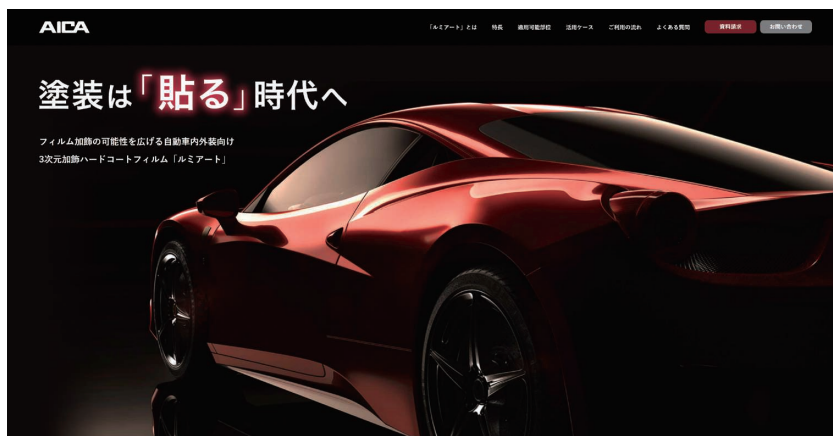 AICA
「ルミアート」とは
特長
適用可能部位
活用ケース
ご利用の流れ
よくある質問
資料請求
お問い合わせ
塗装は「貼る」時代へ
フィルム加飾の可能性を広げる自動車内外装向け
3次元加飾ハードコートフィルム「ルミアート」